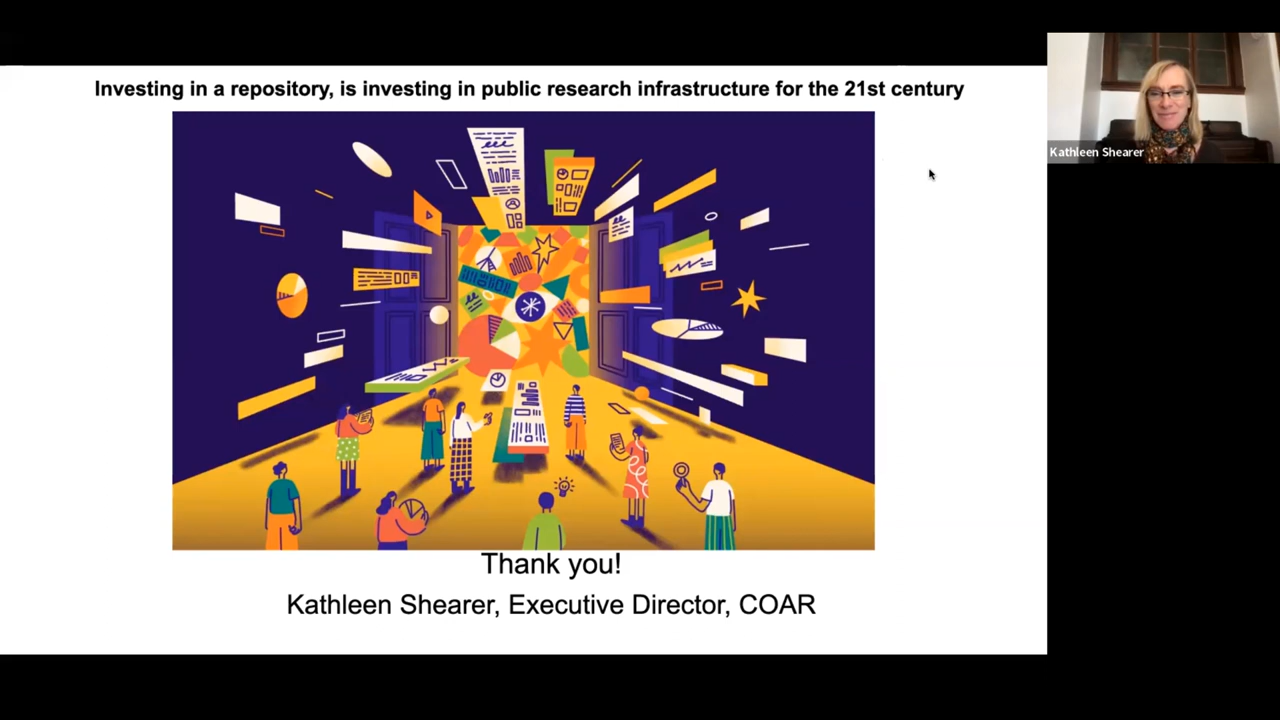 Investing in a repository, is investing in public research infrastructure for the 21st century
Kathleen Shearer
Thank you!
Kathleen Shearer, Executive Director, COAR